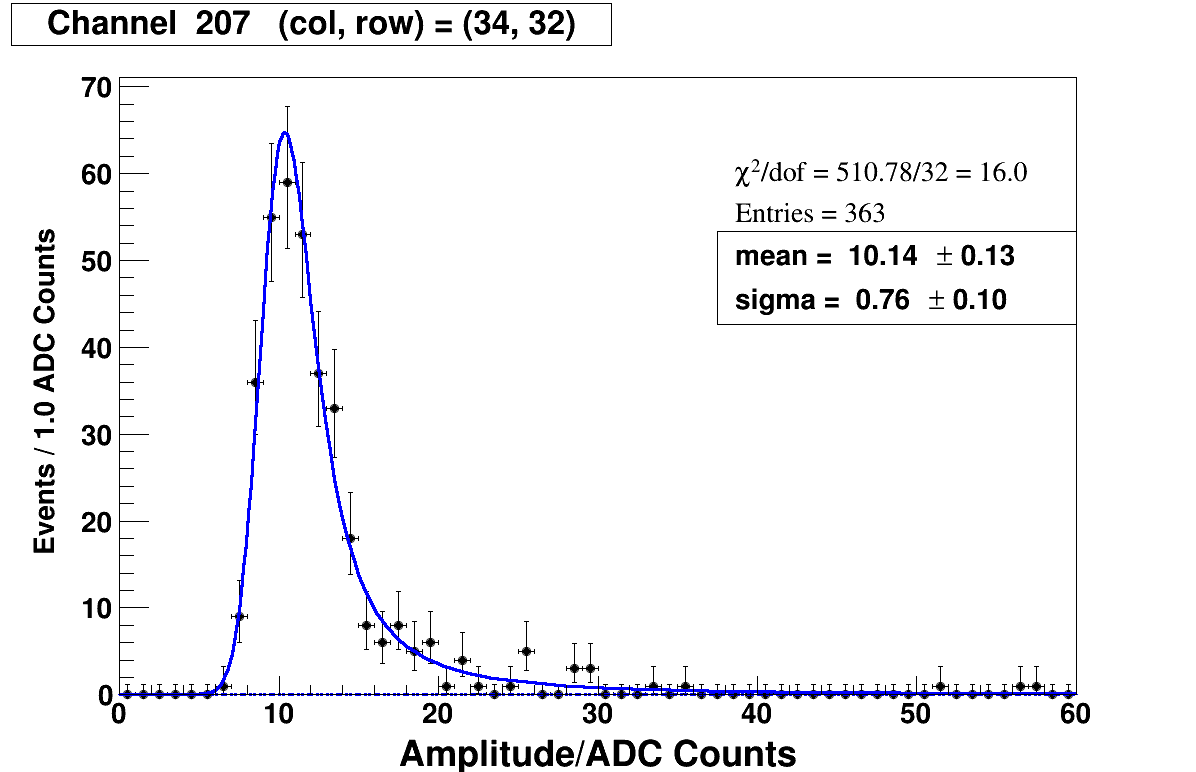 Channel 207 (col, row) = (34, 32)
70
60
50
40
30
20
10
0
Events / 1.0 ADC Counts
χ²/dof = 510.78/32 = 16.0
Entries = 363
mean = 10.14 ± 0.13
sigma = 0.76 ± 0.10
0 10 20 30 40 50 60
Amplitude/ADC Counts